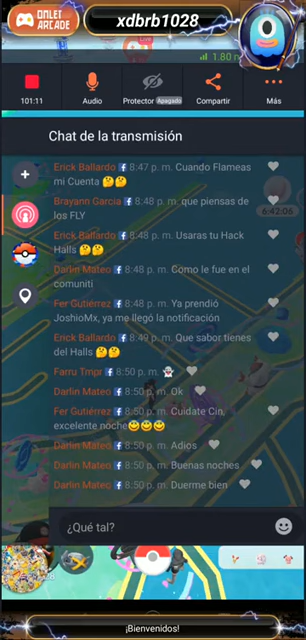 OMLET
ARCADE
xdbrb1028
Live
1.80 m
101:11
Audio
Protector Apagado
Compartir
Más
Chat de la transmisión
Erick Ballardo 8:47 p. m. Cuando Flameas
mi Cuenta 🤔🤔
Brayann Garcia 8:48 p. m. que piensas de
los FLY
6:42:06
Erick Ballardo 8:48 p. m. Usaras tu Hack
Halls 🤔🤔
Darlin Mateo 8:48 p. m. Como le fue en el
comuniti
Fer Gutiérrez 8:48 p. m. Ya prendió
JoshioMx, ya me llegó la notificación
Erick Ballardo 8:49 p. m. Que sabor tienes
del Halls 🤔🤔
Farru Tmpr 8:50 p. m. 👻
Darlin Mateo 8:50 p. m. Ok
Fer Gutiérrez 8:50 p. m. Cuidate Cin,
excelente noche😄😄😄
Darlin Mateo 8:50 p. m. Adios
Darlin Mateo 8:50 p. m. Buenas noches
Darlin Mateo 8:50 p. m. Duerme bien
¿Qué tal?
¡Bienvenidos!